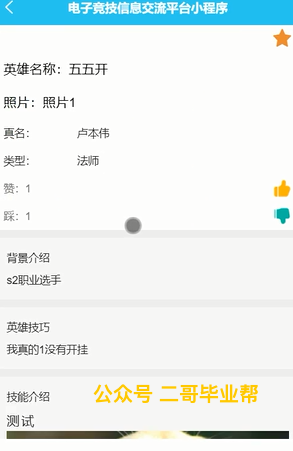 电子竞技信息交流平台小程序
英雄名称：五五开
照片：照片1
真名： 卢本伟
类型： 法师
赞：1
踩：1
背景介绍
s2职业选手
英雄技巧
我真的1没有开挂
技能介绍
公众号 二哥毕业帮
测试